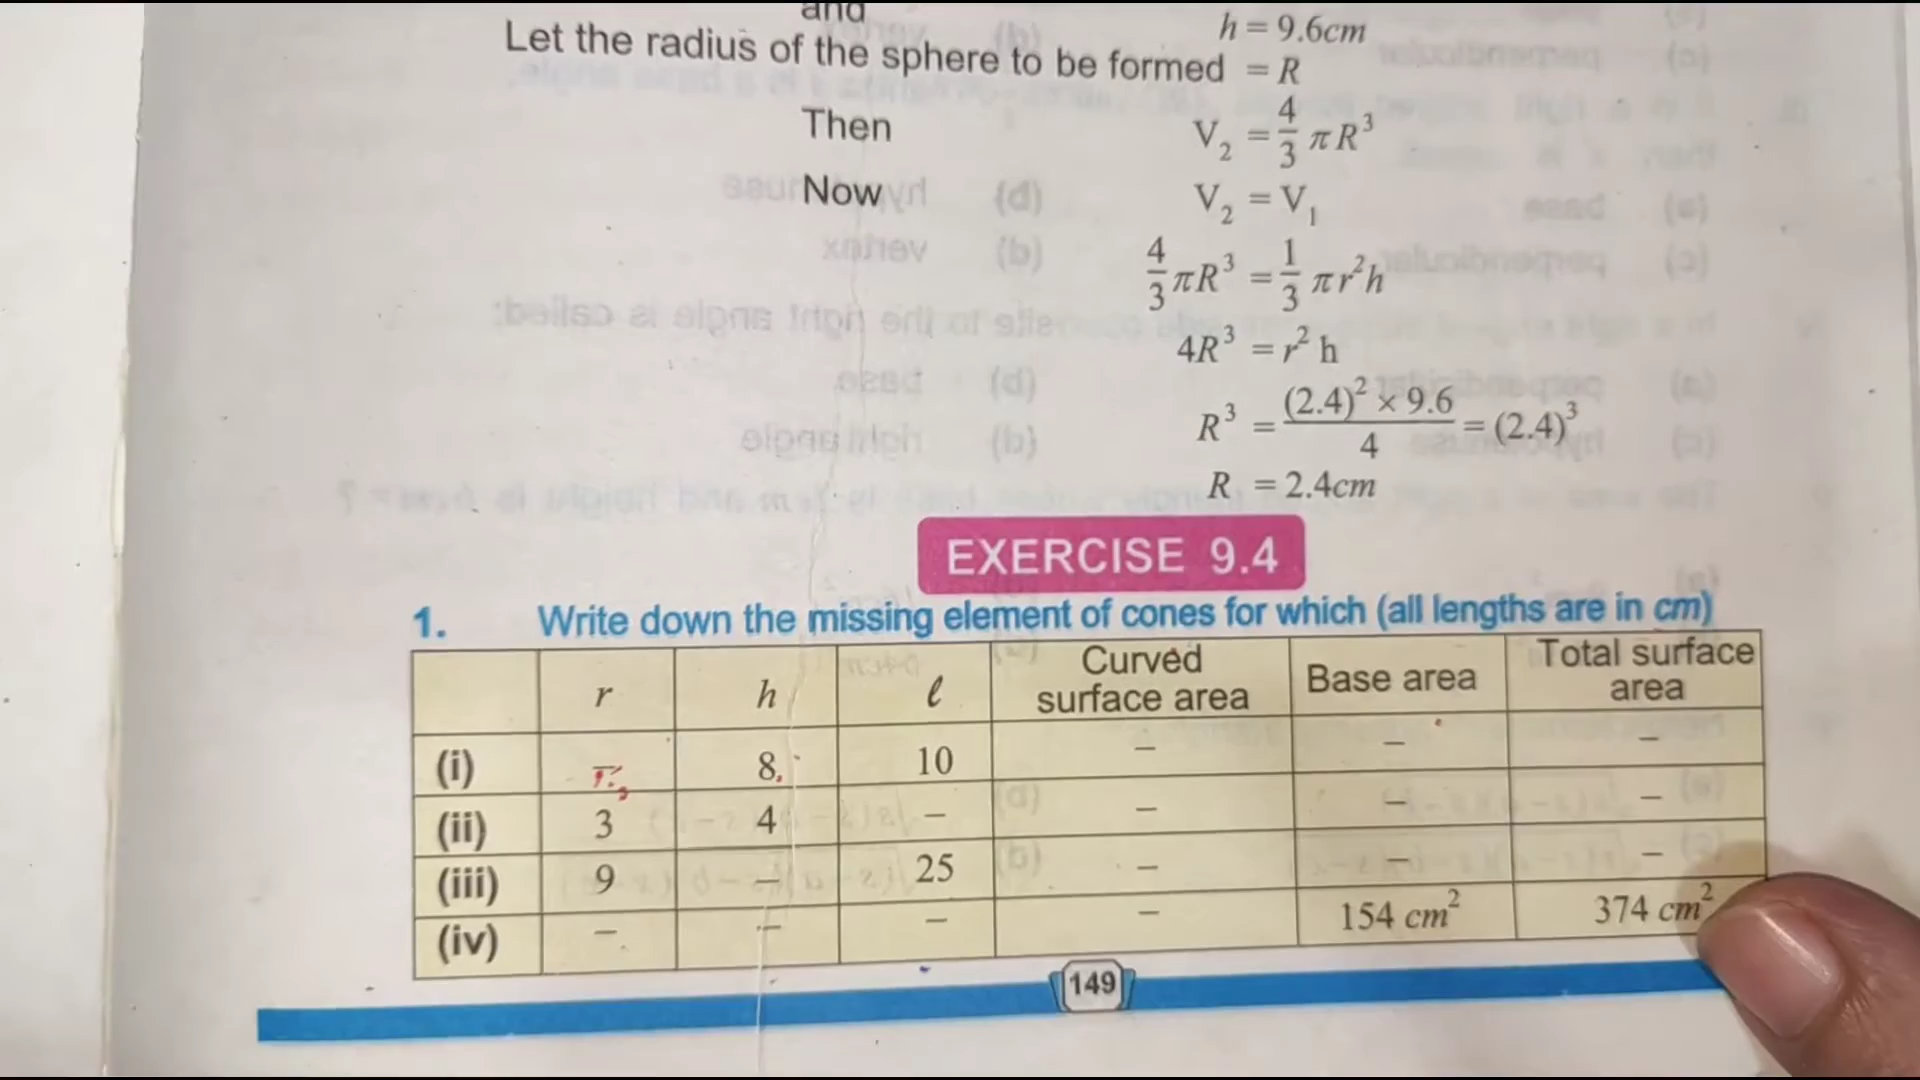 and
h = 9.6cm
Let the radius of the sphere to be formed = R
Then V₂ = 4/3 πR³
Now V₂ = V₁
4/3 πR³ = 1/3 πr²h
4R³ = r² h
R³ = (2.4)² × 9.6 / 4 = (2.4)³
R = 2.4cm
EXERCISE 9.4
1. Write down the missing element of cones for which (all lengths are in cm)
r h ℓ Curved surface area Base area Total surface area
(i) 8 10 – – –
(ii) 3 4 – – – –
(iii) 9 – 25 – – –
(iv) – – – – 154 cm² 374 cm²
149